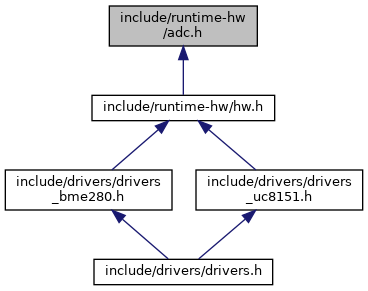 include/runtime-hw
/adc.h
include/runtime-hw/hw.h
include/drivers/drivers
_bme280.h
include/drivers/drivers
_uc8151.h
include/drivers/drivers.h